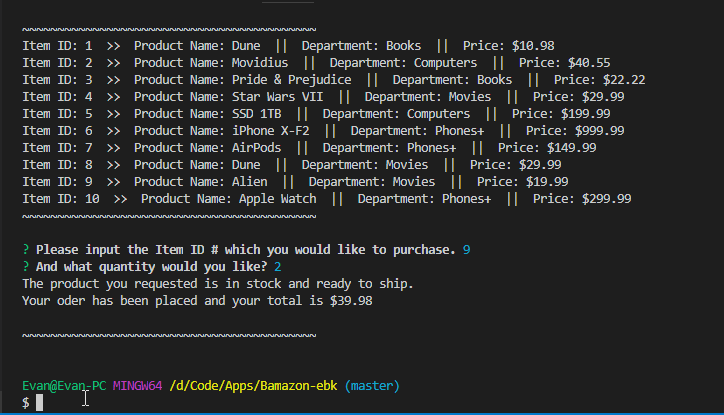 ~~~~~~~~~~~~~~~~~~~~~~~~~~~~~~~~~~~~~~~~~~
Item ID: 1  >>  Product Name: Dune  ||  Department: Books  ||  Price: $10.98
Item ID: 2  >>  Product Name: Movidius  ||  Department: Computers  ||  Price: $40.55
Item ID: 3  >>  Product Name: Pride & Prejudice  ||  Department: Books  ||  Price: $22.22
Item ID: 4  >>  Product Name: Star Wars VII  ||  Department: Movies  ||  Price: $29.99
Item ID: 5  >>  Product Name: SSD 1TB  ||  Department: Computers  ||  Price: $199.99
Item ID: 6  >>  Product Name: iPhone X-F2  ||  Department: Phones+  ||  Price: $999.99
Item ID: 7  >>  Product Name: AirPods  ||  Department: Phones+  ||  Price: $149.99
Item ID: 8  >>  Product Name: Dune  ||  Department: Movies  ||  Price: $29.99
Item ID: 9  >>  Product Name: Alien  ||  Department: Movies  ||  Price: $19.99
Item ID: 10  >>  Product Name: Apple Watch  ||  Department: Phones+  ||  Price: $299.99
~~~~~~~~~~~~~~~~~~~~~~~~~~~~~~~~~~~~~~~~~~
? Please input the Item ID # which you would like to purchase. 9
? And what quantity would you like? 2
The product you requested is in stock and ready to ship.
Your oder has been placed and your total is $39.98
~~~~~~~~~~~~~~~~~~~~~~~~~~~~~~~~~~~~~~~~~~
Evan@Evan-PC MINGW64 /d/Code/Apps/Bamazon-ebk (master)
$